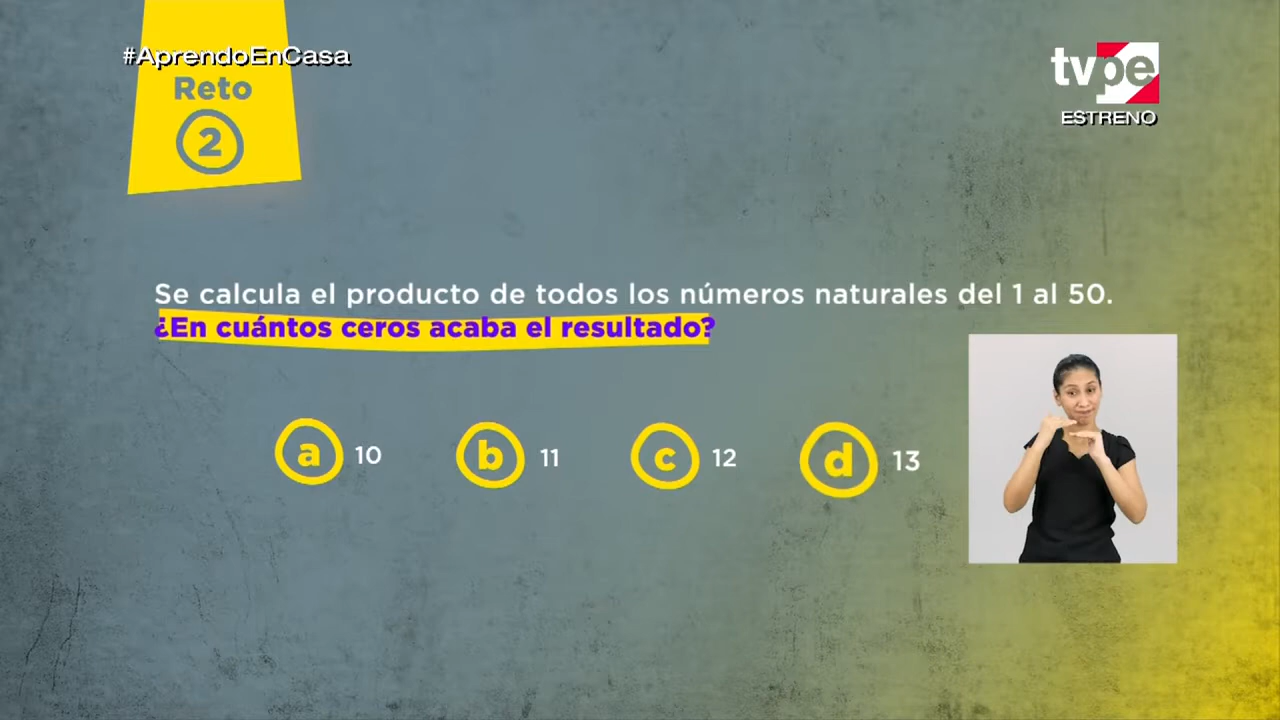 #AprendoEnCasa
Reto
2
tvpe
ESTRENO
Se calcula el producto de todos los números naturales del 1 al 50.
¿En cuántos ceros acaba el resultado?
a 10 b 11 c 12 d 13